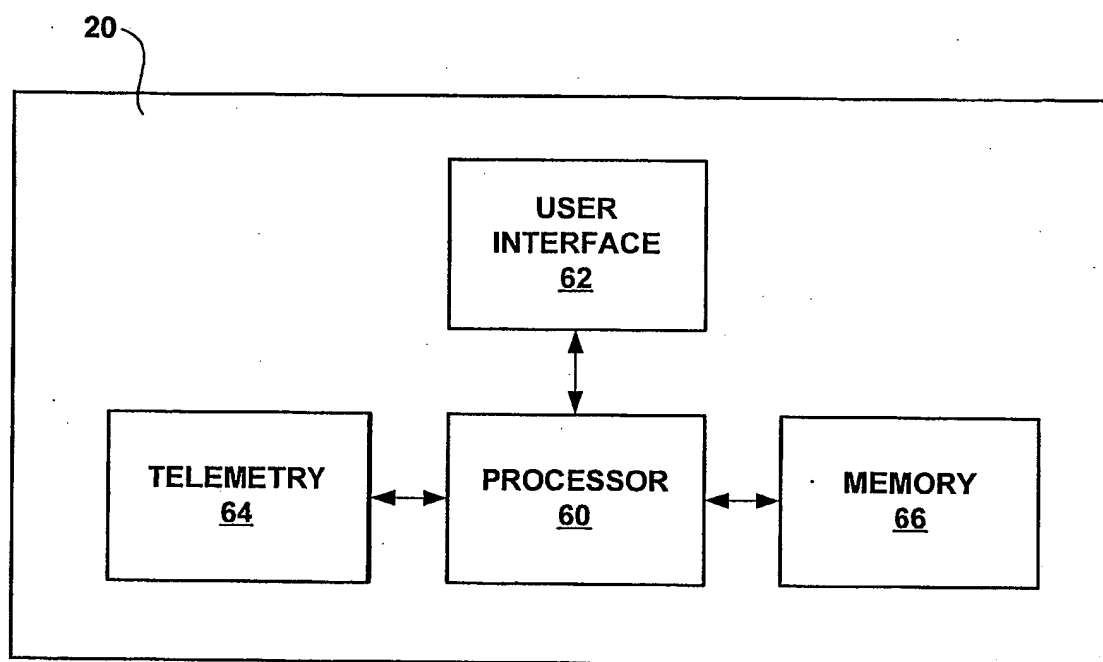 20
USER
INTERFACE
62
TELEMETRY
64
PROCESSOR
60
MEMORY
66